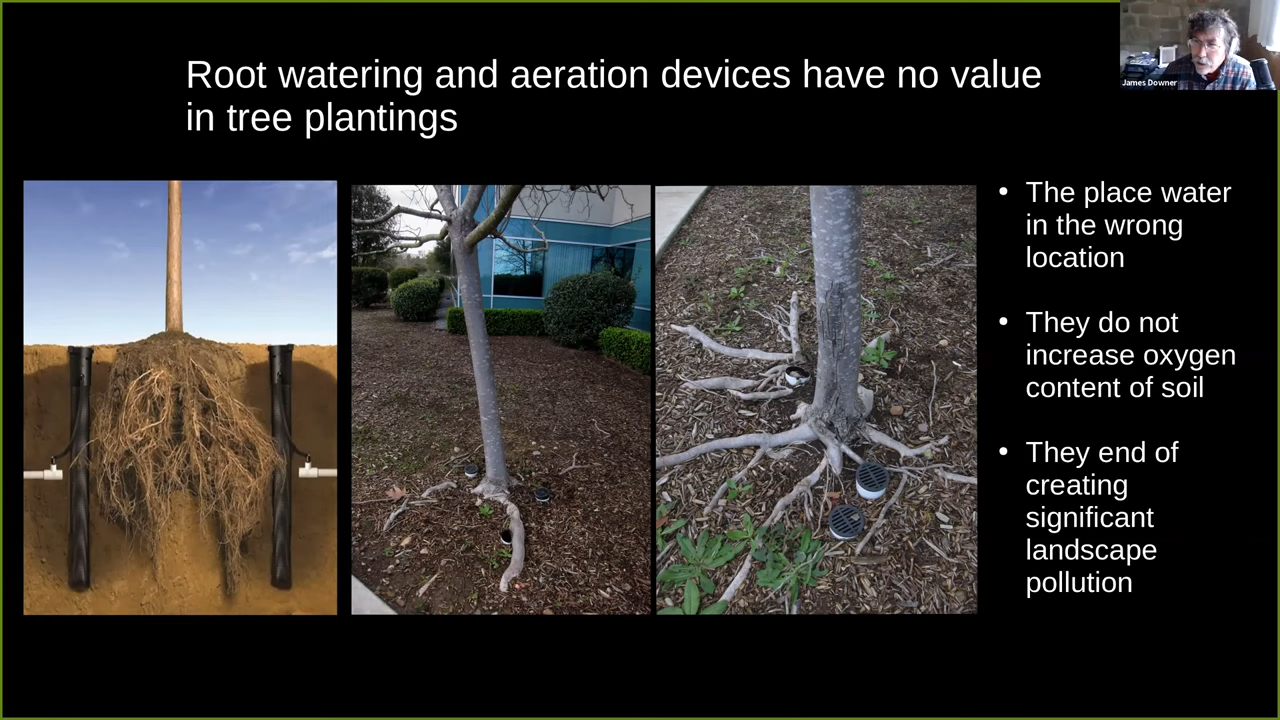 Root watering and aeration devices have no value
in tree plantings
James Downer
• The place water
in the wrong
location
• They do not
increase oxygen
content of soil
• They end of
creating
significant
landscape
pollution